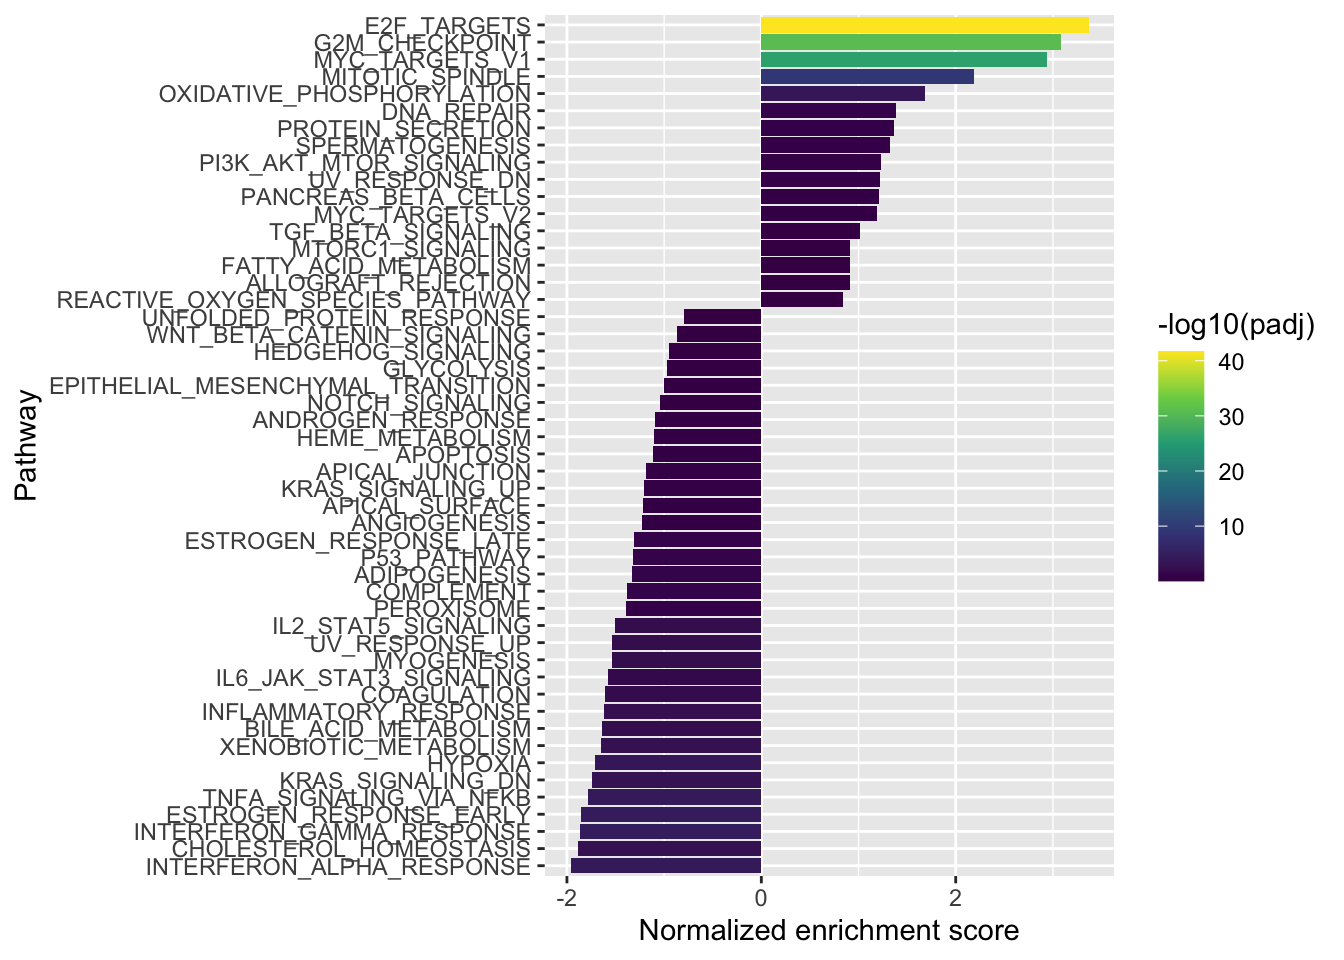 E2F_TARGETS
G2M_CHECKPOINT
MYC_TARGETS_V1
MITOTIC_SPINDLE
OXIDATIVE_PHOSPHORYLATION
DNA_REPAIR
PROTEIN_SECRETION
SPERMATOGENESIS
PI3K_AKT_MTOR_SIGNALING
UV_RESPONSE_DN
PANCREAS_BETA_CELLS
MYC_TARGETS_V2
TGF_BETA_SIGNALING
MTORC1_SIGNALING
FATTY_ACID_METABOLISM
ALLOGRAFT_REJECTION
REACTIVE_OXYGEN_SPECIES_PATHWAY
UNFOLDED_PROTEIN_RESPONSE
WNT_BETA_CATENIN_SIGNALING
HEDGEHOG_SIGNALING
GLYCOLYSIS
EPITHELIAL_MESENCHYMAL_TRANSITION
NOTCH_SIGNALING
ANDROGEN_RESPONSE
HEME_METABOLISM
APOPTOSIS
APICAL_JUNCTION
KRAS_SIGNALING_UP
APICAL_SURFACE
ANGIOGENESIS
ESTROGEN_RESPONSE_LATE
P53_PATHWAY
ADIPOGENESIS
COMPLEMENT
PEROXISOME
IL2_STAT5_SIGNALING
UV_RESPONSE_UP
MYOGENESIS
IL6_JAK_STAT3_SIGNALING
COAGULATION
INFLAMMATORY_RESPONSE
BILE_ACID_METABOLISM
XENOBIOTIC_METABOLISM
HYPOXIA
KRAS_SIGNALING_DN
TNFA_SIGNALING_VIA_NFKB
ESTROGEN_RESPONSE_EARLY
INTERFERON_GAMMA_RESPONSE
CHOLESTEROL_HOMEOSTASIS
INTERFERON_ALPHA_RESPONSE
Pathway
-2 0 2
Normalized enrichment score
-log10(padj)
40
30
20
10